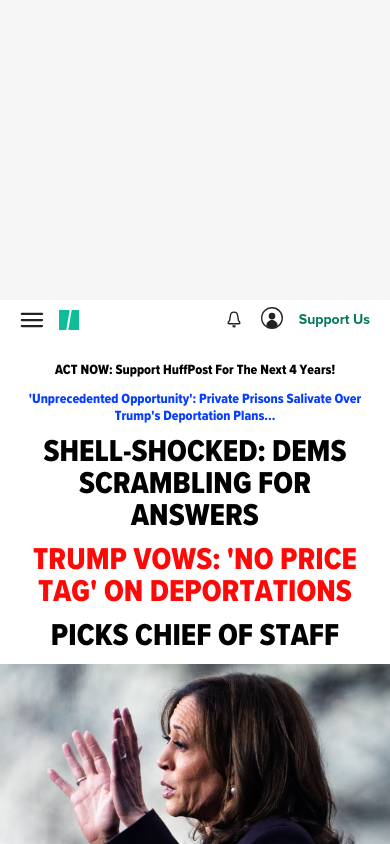 Support Us
ACT NOW: Support HuffPost For The Next 4 Years!
'Unprecedented Opportunity': Private Prisons Salivate Over
Trump's Deportation Plans...
SHELL-SHOCKED: DEMS
SCRAMBLING FOR
ANSWERS
TRUMP VOWS: 'NO PRICE
TAG' ON DEPORTATIONS
PICKS CHIEF OF STAFF